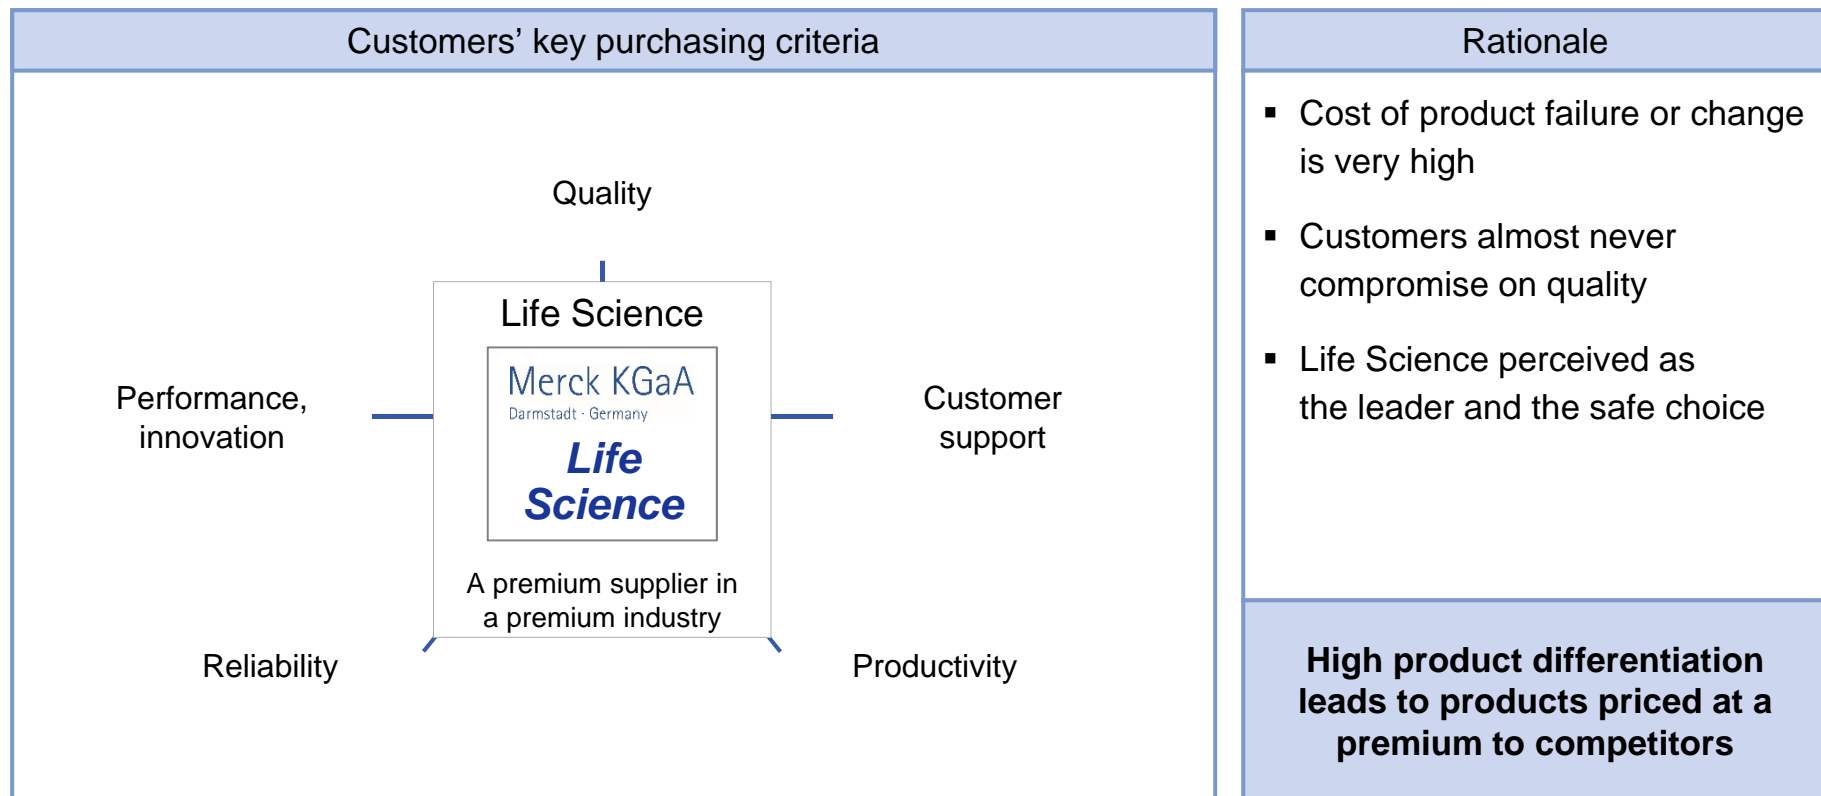 Customers’ key purchasing criteria
Quality
Life Science
Merck KGaA
Darmstadt · Germany
Life
Science
A premium supplier in
a premium industry
Performance,
innovation
Customer
support
Reliability
Productivity
Rationale
▪ Cost of product failure or change
is very high
▪ Customers almost never
compromise on quality
▪ Life Science perceived as
the leader and the safe choice
High product differentiation
leads to products priced at a
premium to competitors